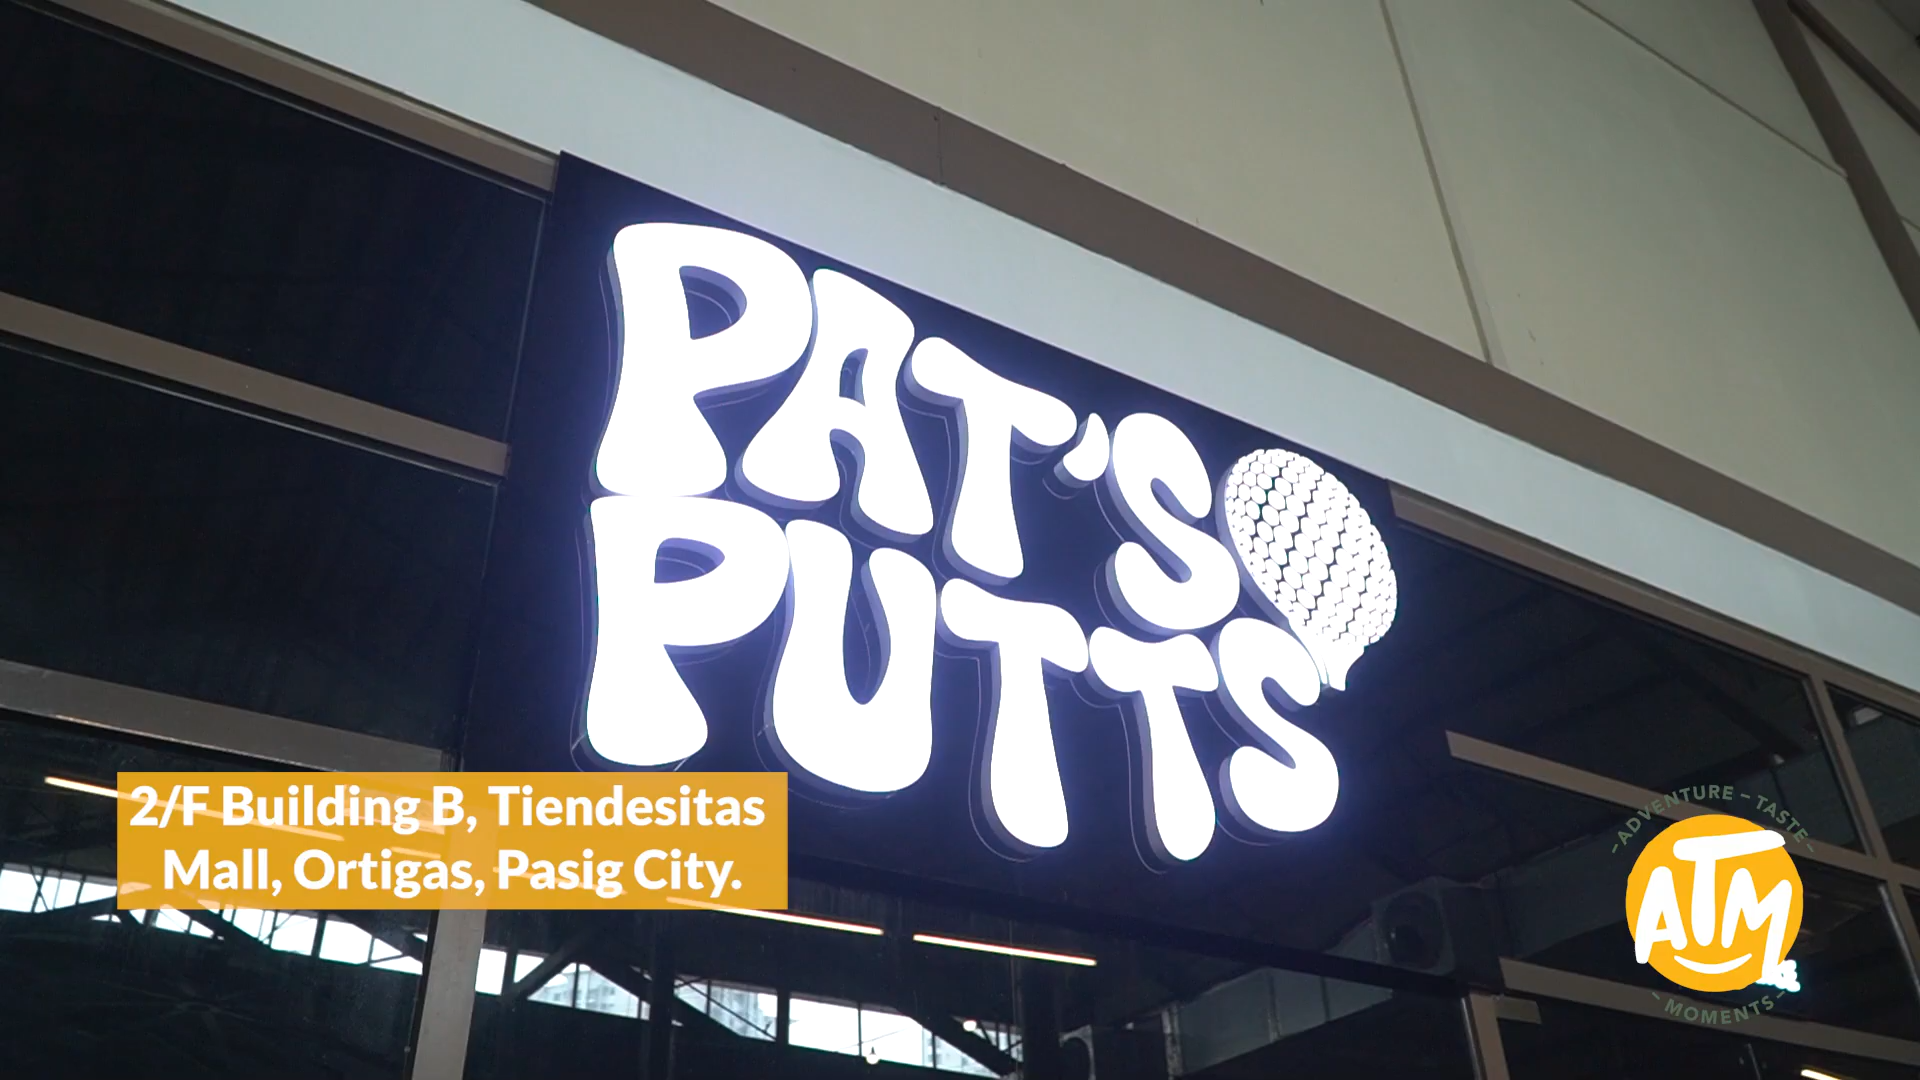 PAT'S
PUTTS
2/F Building B, Tiendesitas
Mall, Ortigas, Pasig City.
ADVENTURE - TASTE
ATM
MOMENTS